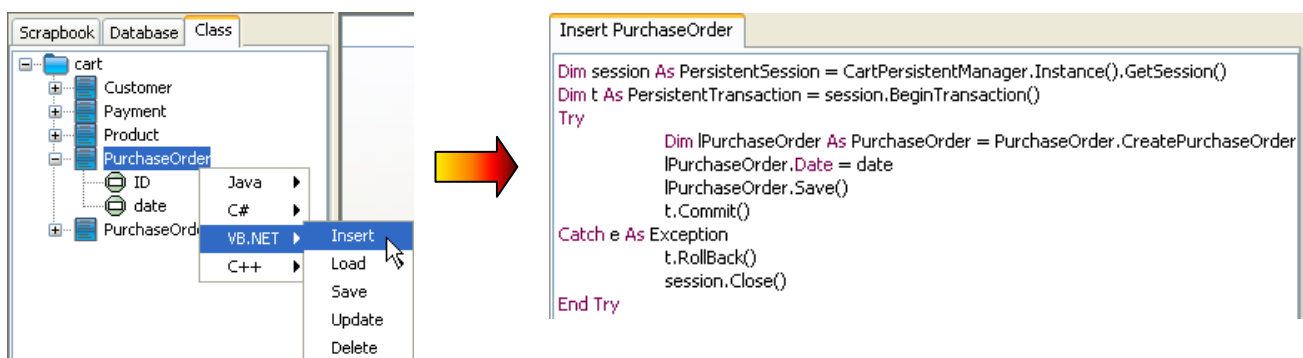 Scrapbook Database Class
cart
Customer
Payment
Product
PurchaseOrder
ID
date
PurchaseOrd
Java
C#
VB.NET
C++
Insert
Load
Save
Update
Delete
Insert PurchaseOrder
Dim session As PersistentSession = CartPersistentManager.Instance().GetSession()
Dim t As PersistentTransaction = session.BeginTransaction()
Try
Dim lPurchaseOrder As PurchaseOrder = PurchaseOrder.CreatePurchaseOrder
lPurchaseOrder.Date = date
lPurchaseOrder.Save()
t.Commit()
Catch e As Exception
t.RollBack()
session.Close()
End Try